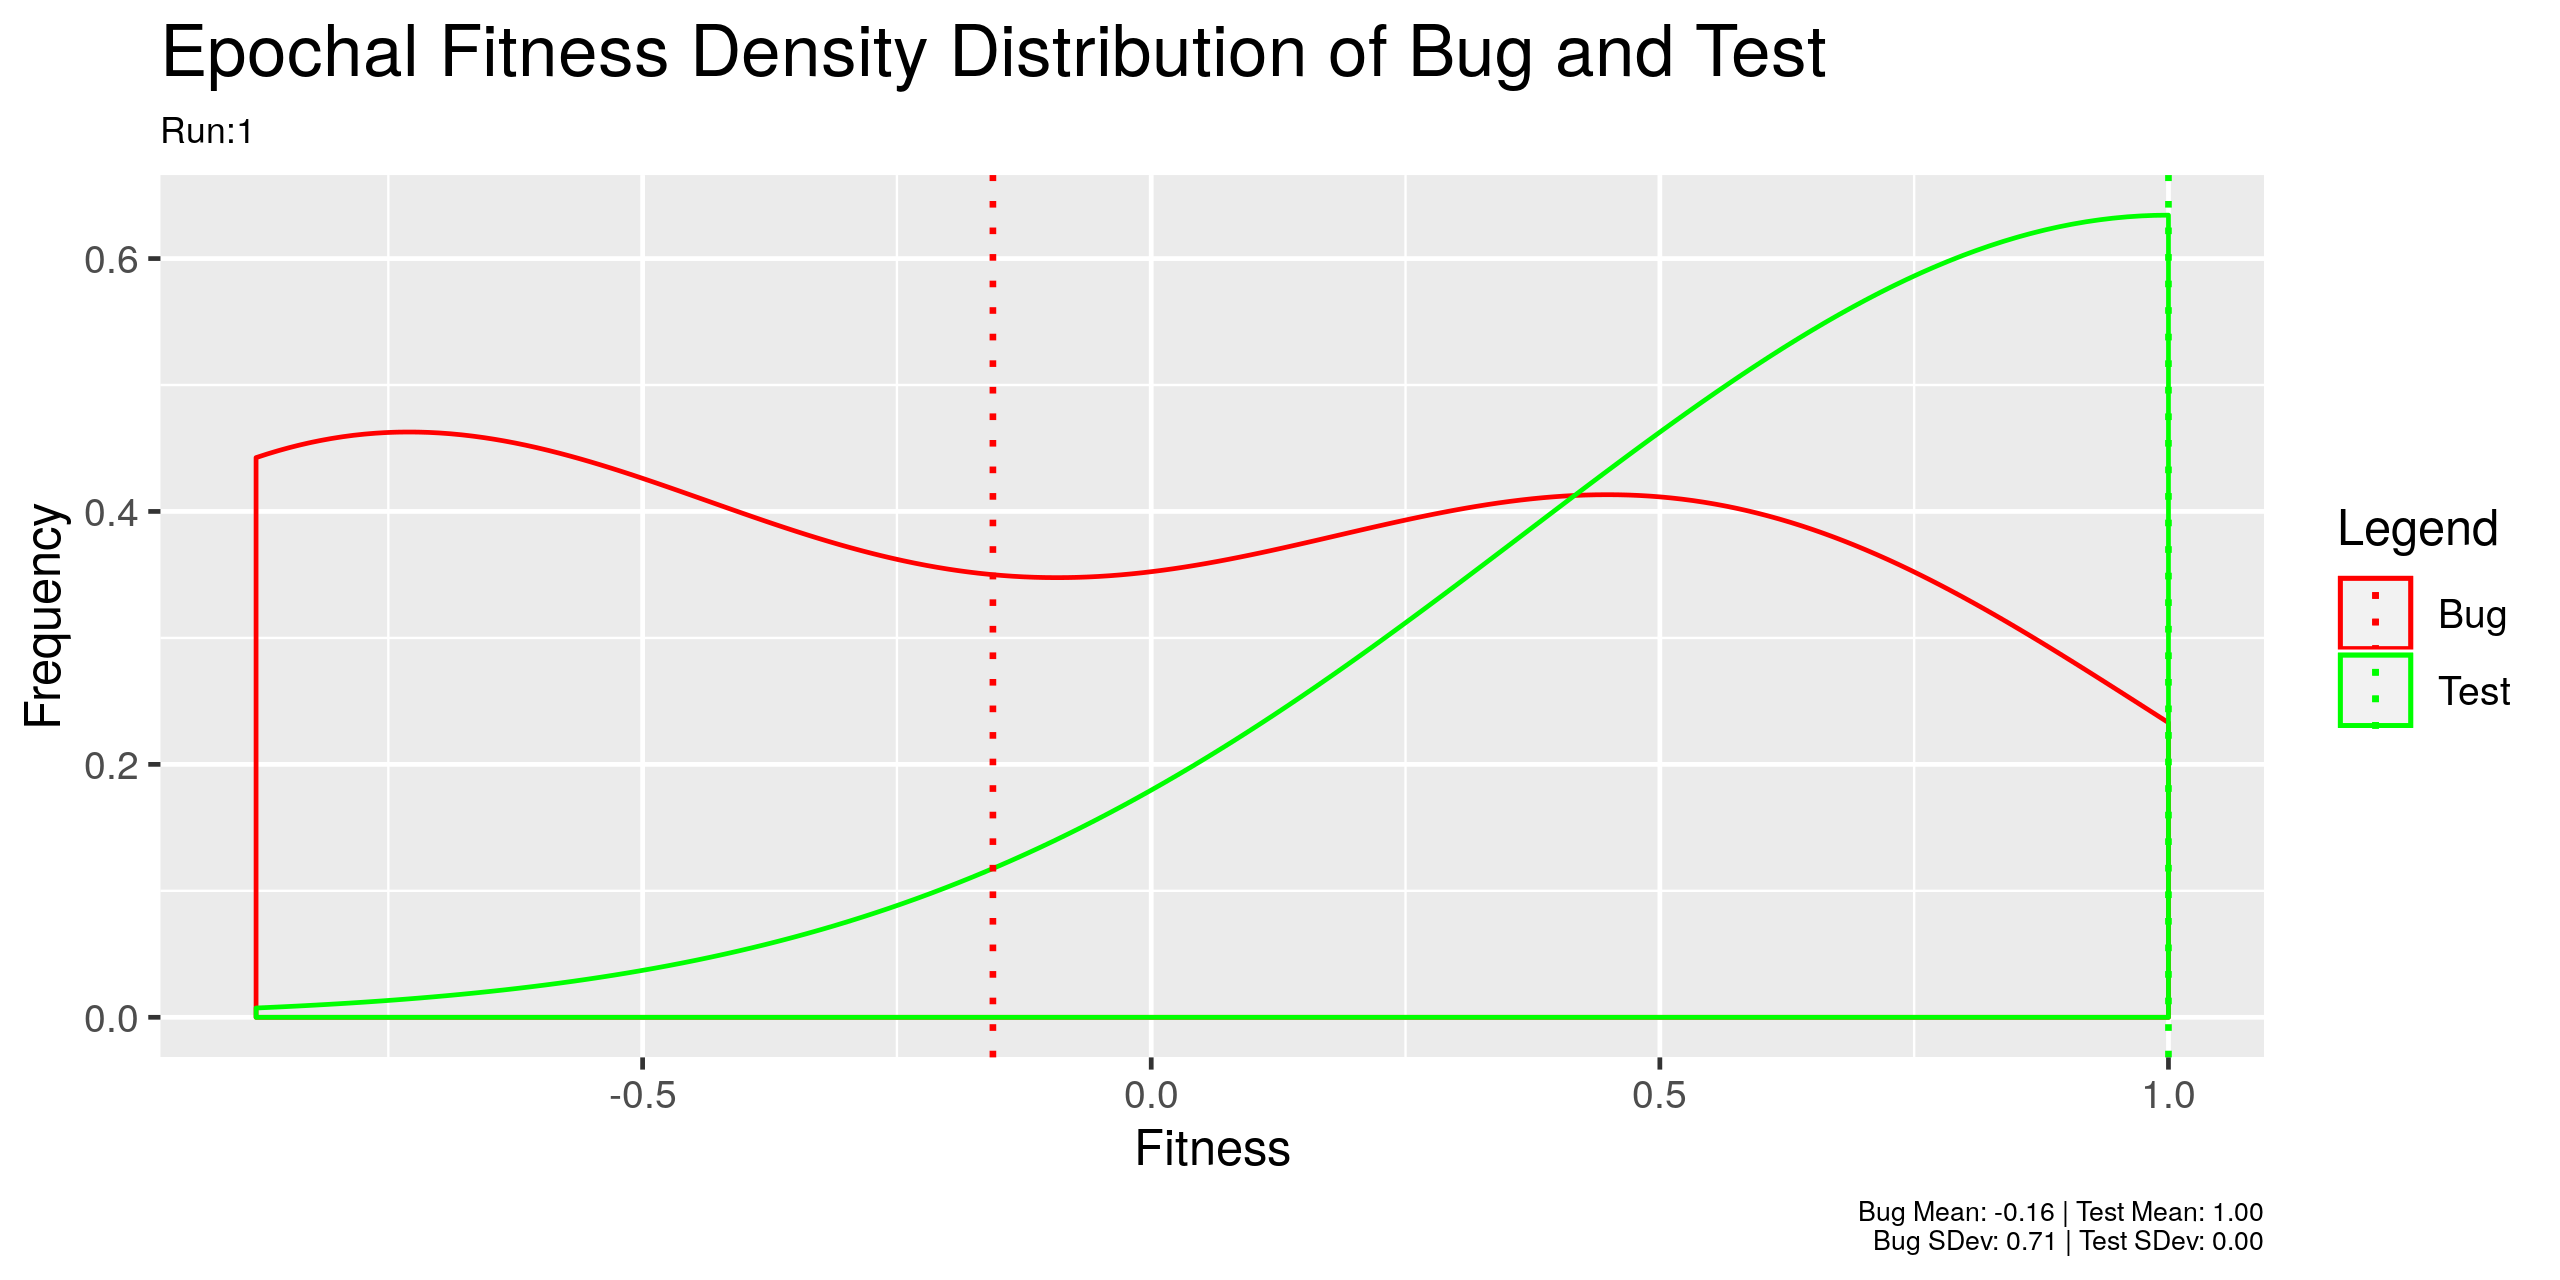 Epochal Fitness Density Distribution of Bug and Test
Run:1
Frequency
0.6
0.4
0.2
0.0
-0.5
0.0
0.5
1.0
Fitness
Legend
Bug
Test
Bug Mean: -0.16 | Test Mean: 1.00
Bug SDev: 0.71 | Test SDev: 0.00